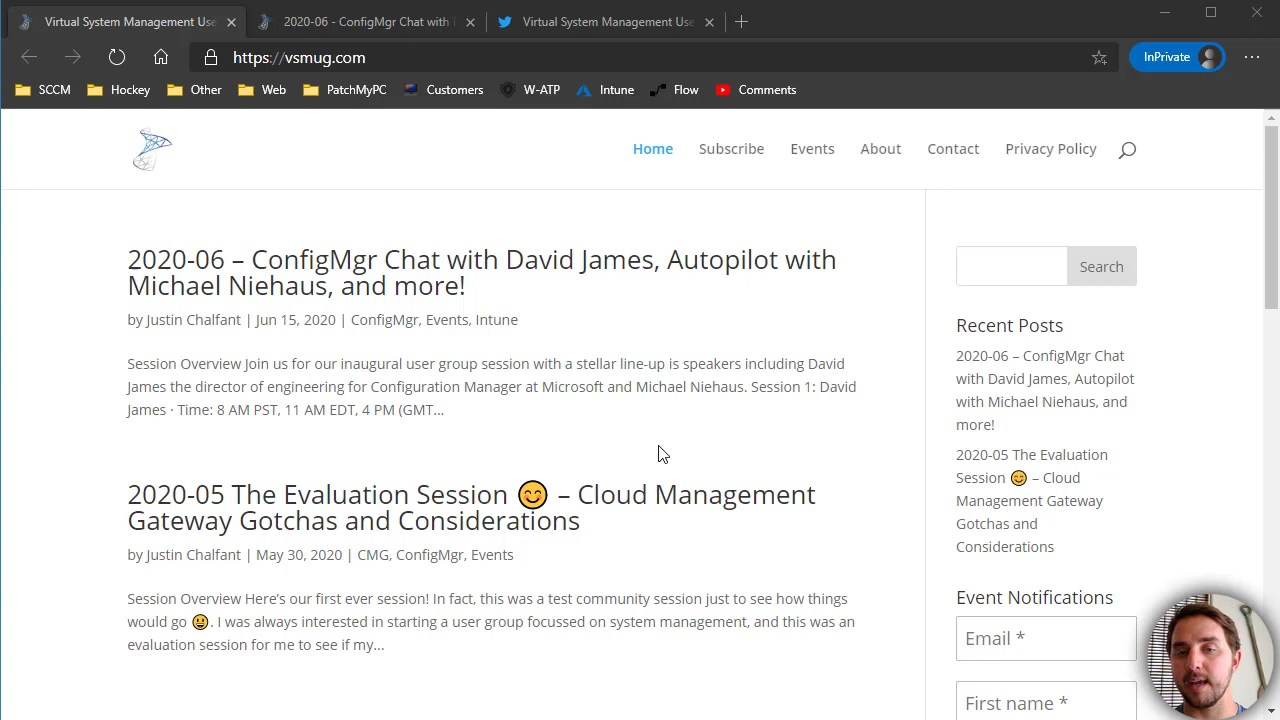 Virtual System Management Use
2020-06 - ConfigMgr Chat with
Virtual System Management Use
https://vsmug.com
InPrivate
SCCM
Hockey
Other
Web
PatchMyPC
Customers
W-ATP
Intune
Flow
Comments
Home
Subscribe
Events
About
Contact
Privacy Policy
2020-06 – ConfigMgr Chat with David James, Autopilot with
Michael Niehaus, and more!
by Justin Chalfant | Jun 15, 2020 | ConfigMgr, Events, Intune
Session Overview Join us for our inaugural user group session with a stellar line-up is speakers including David
James the director of engineering for Configuration Manager at Microsoft and Michael Niehaus. Session 1: David
James · Time: 8 AM PST, 11 AM EDT, 4 PM (GMT...
2020-05 The Evaluation Session 😊 – Cloud Management
Gateway Gotchas and Considerations
by Justin Chalfant | May 30, 2020 | CMG, ConfigMgr, Events
Session Overview Here's our first ever session! In fact, this was a test community session just to see how things
would go 😀. I was always interested in starting a user group focussed on system management, and this was an
evaluation session for me to see if my...
Search
Recent Posts
2020-06 – ConfigMgr Chat
with David James, Autopilot
with Michael Niehaus, and
more!
2020-05 The Evaluation
Session 😊 – Cloud
Management Gateway
Gotchas and
Considerations
Event Notifications
Email *
First name *